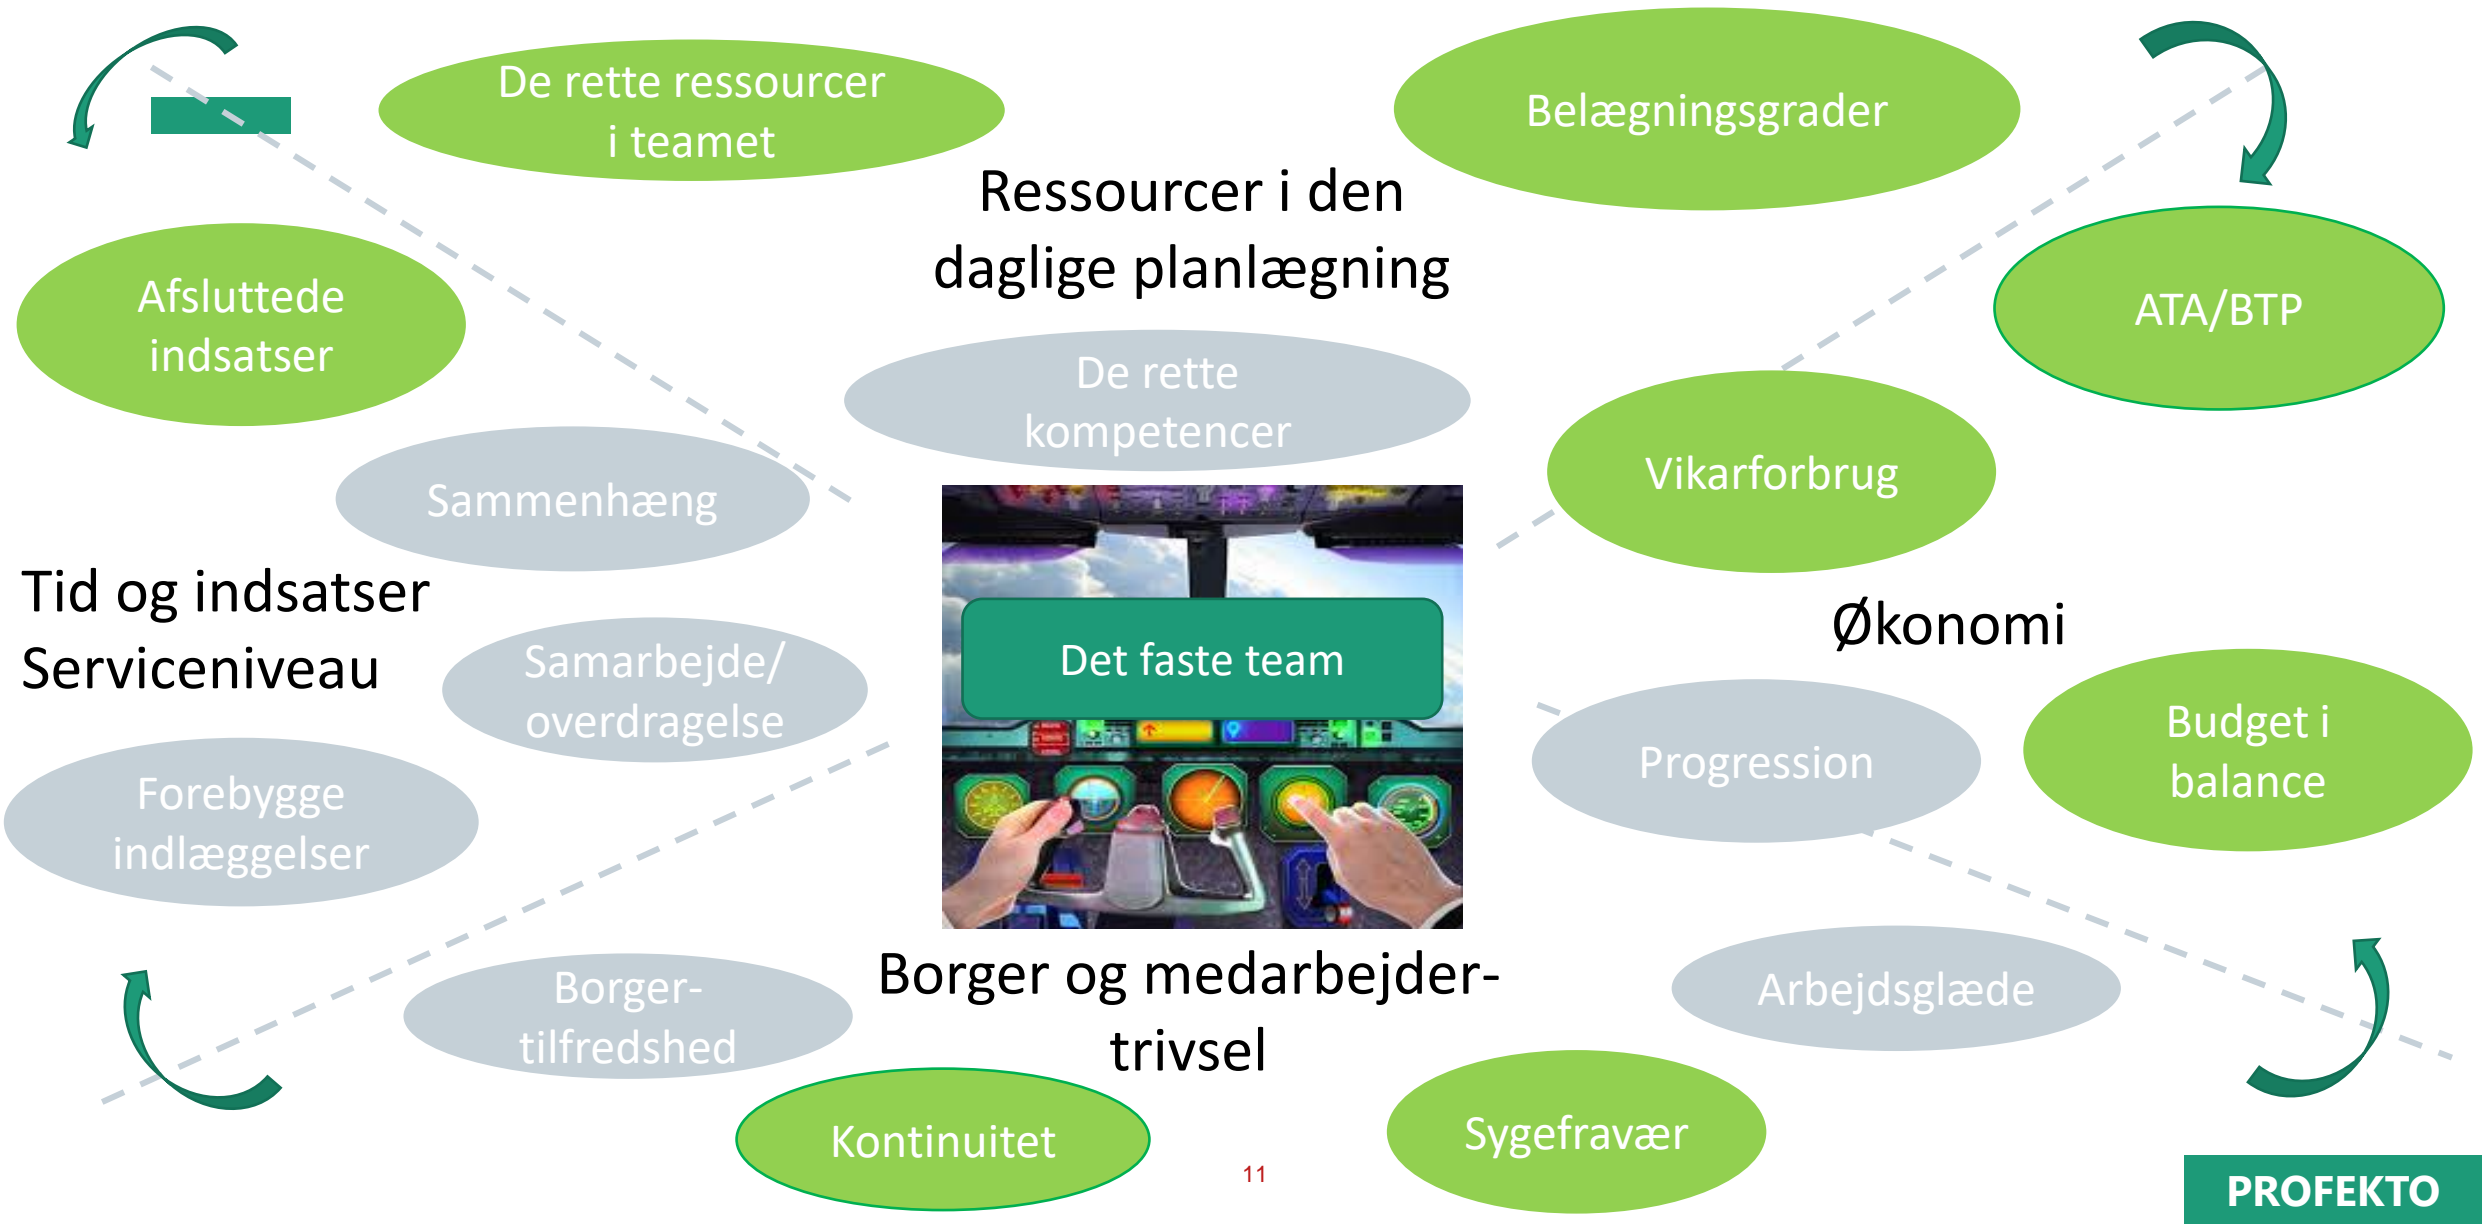 De rette ressourcer
i teamet
Belægningsgrader
Ressourcer i den
daglige planlægning
Afsluttede
indsatser
ATA/BTP
De rette
kompetencer
Sammenhæng
Vikarforbrug
Tid og indsatser
Serviceniveau
Økonomi
Samarbejde/
overdragelse
Det faste team
Progression
Budget i
balance
Forebygge
indlæggelser
Borger-
tilfredshed
Borger og medarbejder-
trivsel
Arbejdsglæde
Kontinuitet
Sygefravær
11
PROFEKTO